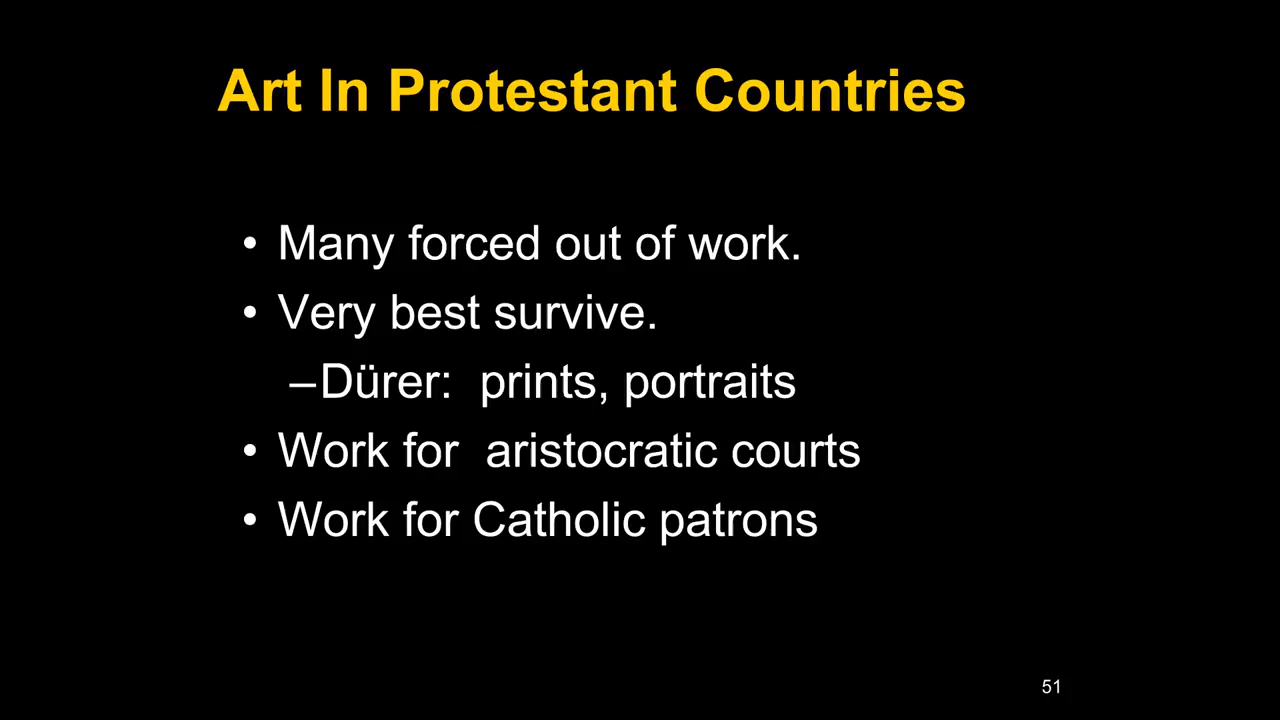 Art In Protestant Countries
• Many forced out of work.
• Very best survive.
–Dürer:  prints, portraits
• Work for  aristocratic courts
• Work for Catholic patrons
51